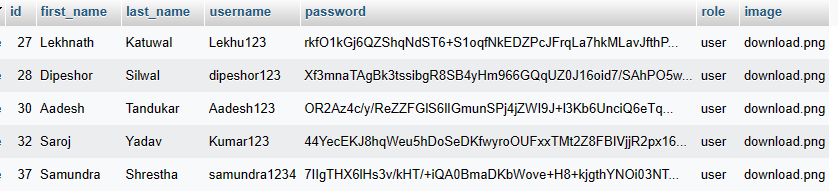 id first_name last_name username password role image
27 Lekhnath Katuwal Lekhu123 rkfO1kGj6QZShqNdST6+S1oqfNkEDZPcJFrqLa7hkMLavJfthP... user download.png
28 Dipeshor Silwal dipeshor123 Xf3mnaTAgBk3tssibgR8SB4yHm966GQqUZ0J16oid7/SAhPO5w... user download.png
30 Aadesh Tandukar Aadesh123 OR2Az4c/y/ReZZFGlS6lIGmunSPj4jZWI9J+I3Kb6UnciQ6eTq... user download.png
32 Saroj Yadav Kumar123 44YecEKJ8hqWeu5hDoSeDKfwyroOUFxxTMt2Z8FBIVjjR2px16... user download.png
37 Samundra Shrestha samundra1234 7IIgTHX6lHs3v/kHT/+iQA0BmaDKbWove+H8+kjgthYNOi03NT... user download.png